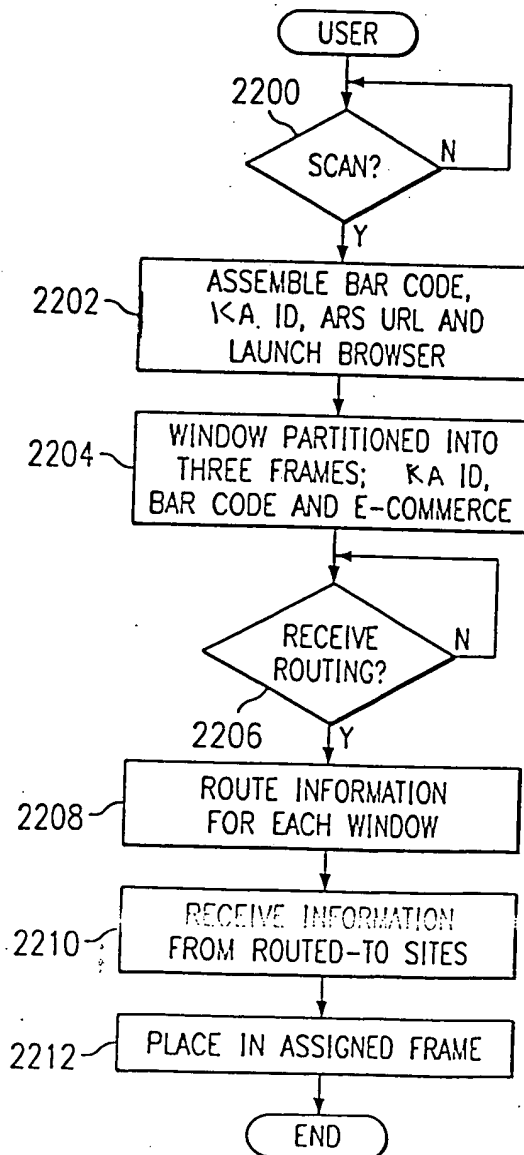 USER
2200
SCAN?
N
Y
2202
ASSEMBLE BAR CODE,
KA. ID, ARS URL AND
LAUNCH BROWSER
2204
WINDOW PARTITIONED INTO
THREE FRAMES; KA ID,
BAR CODE AND E-COMMERCE
RECEIVE
ROUTING?
N
2206
Y
2208
ROUTE INFORMATION
FOR EACH WINDOW
2210
RECEIVE INFORMATION
FROM ROUTED-TO SITES
2212
PLACE IN ASSIGNED FRAME
END